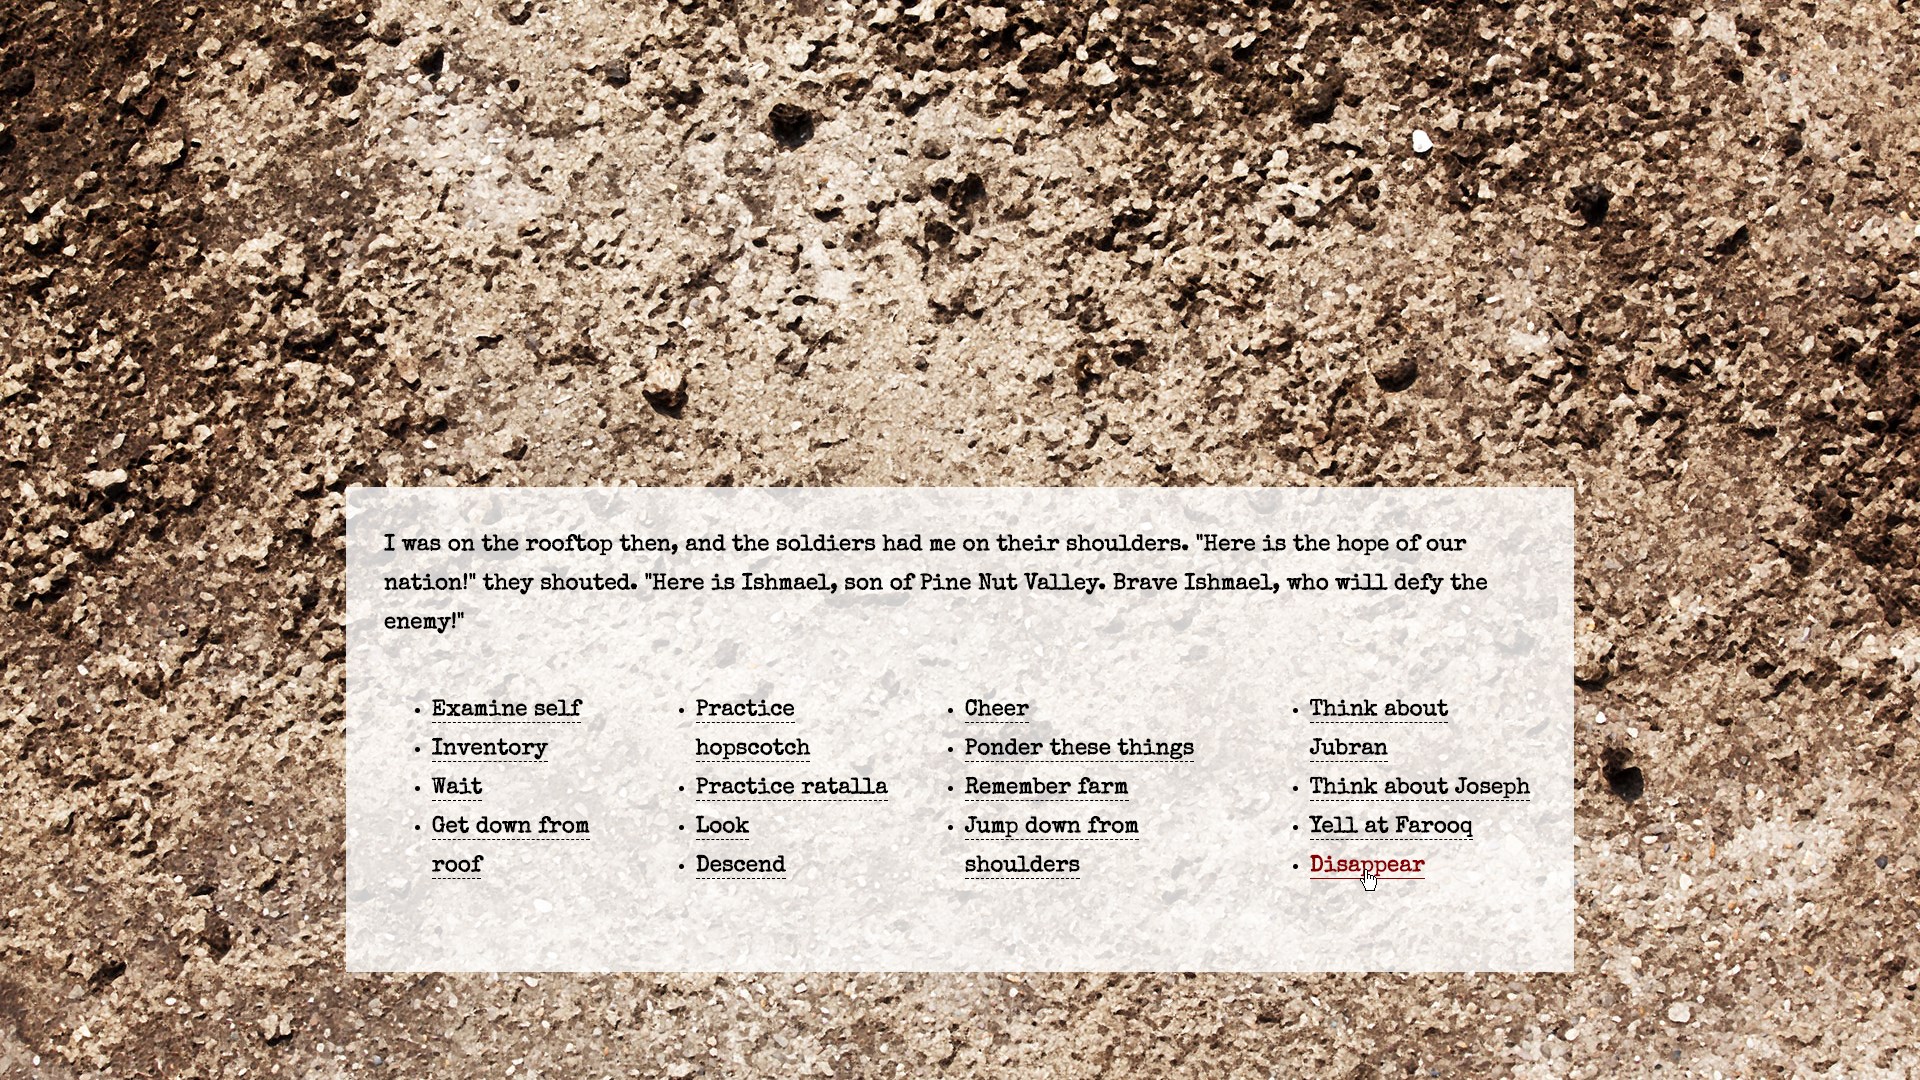 I was on the rooftop then, and the soldiers had me on their shoulders. "Here is the hope of our
nation!" they shouted. "Here is Ishmael, son of Pine Nut Valley. Brave Ishmael, who will defy the
enemy!"
Examine self
Inventory
Wait
Get down from
roof
Practice
hopscotch
Practice ratalla
Look
Descend
Cheer
Ponder these things
Remember farm
Jump down from
shoulders
Think about
Jubran
Think about Joseph
Yell at Farooq
Disappear